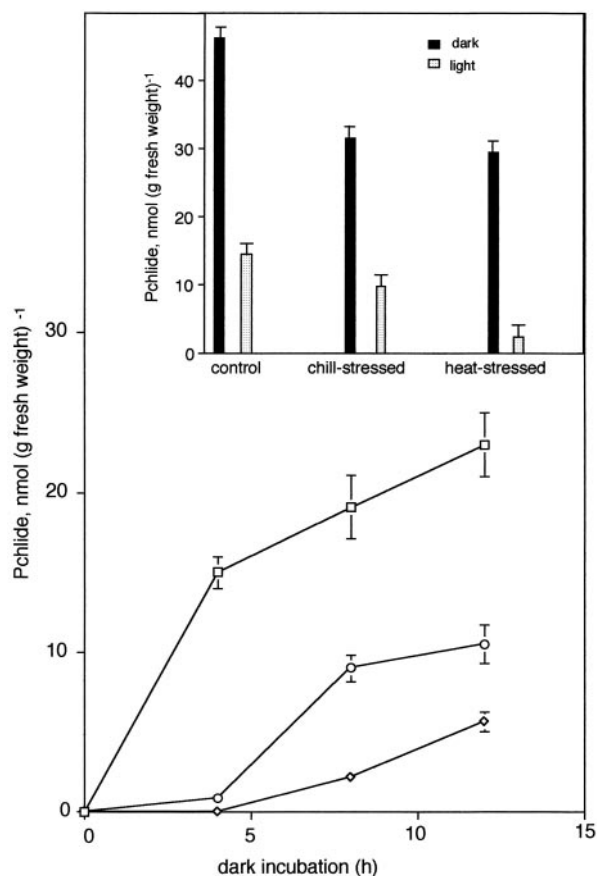 dark
light
Pchlide, nmol (g fresh weight)-1
40
30
20
10
0
control chill-stressed heat-stressed
Pchlide, nmol (g fresh weight) -1
30
20
10
0
0 5 10 15
dark incubation (h)